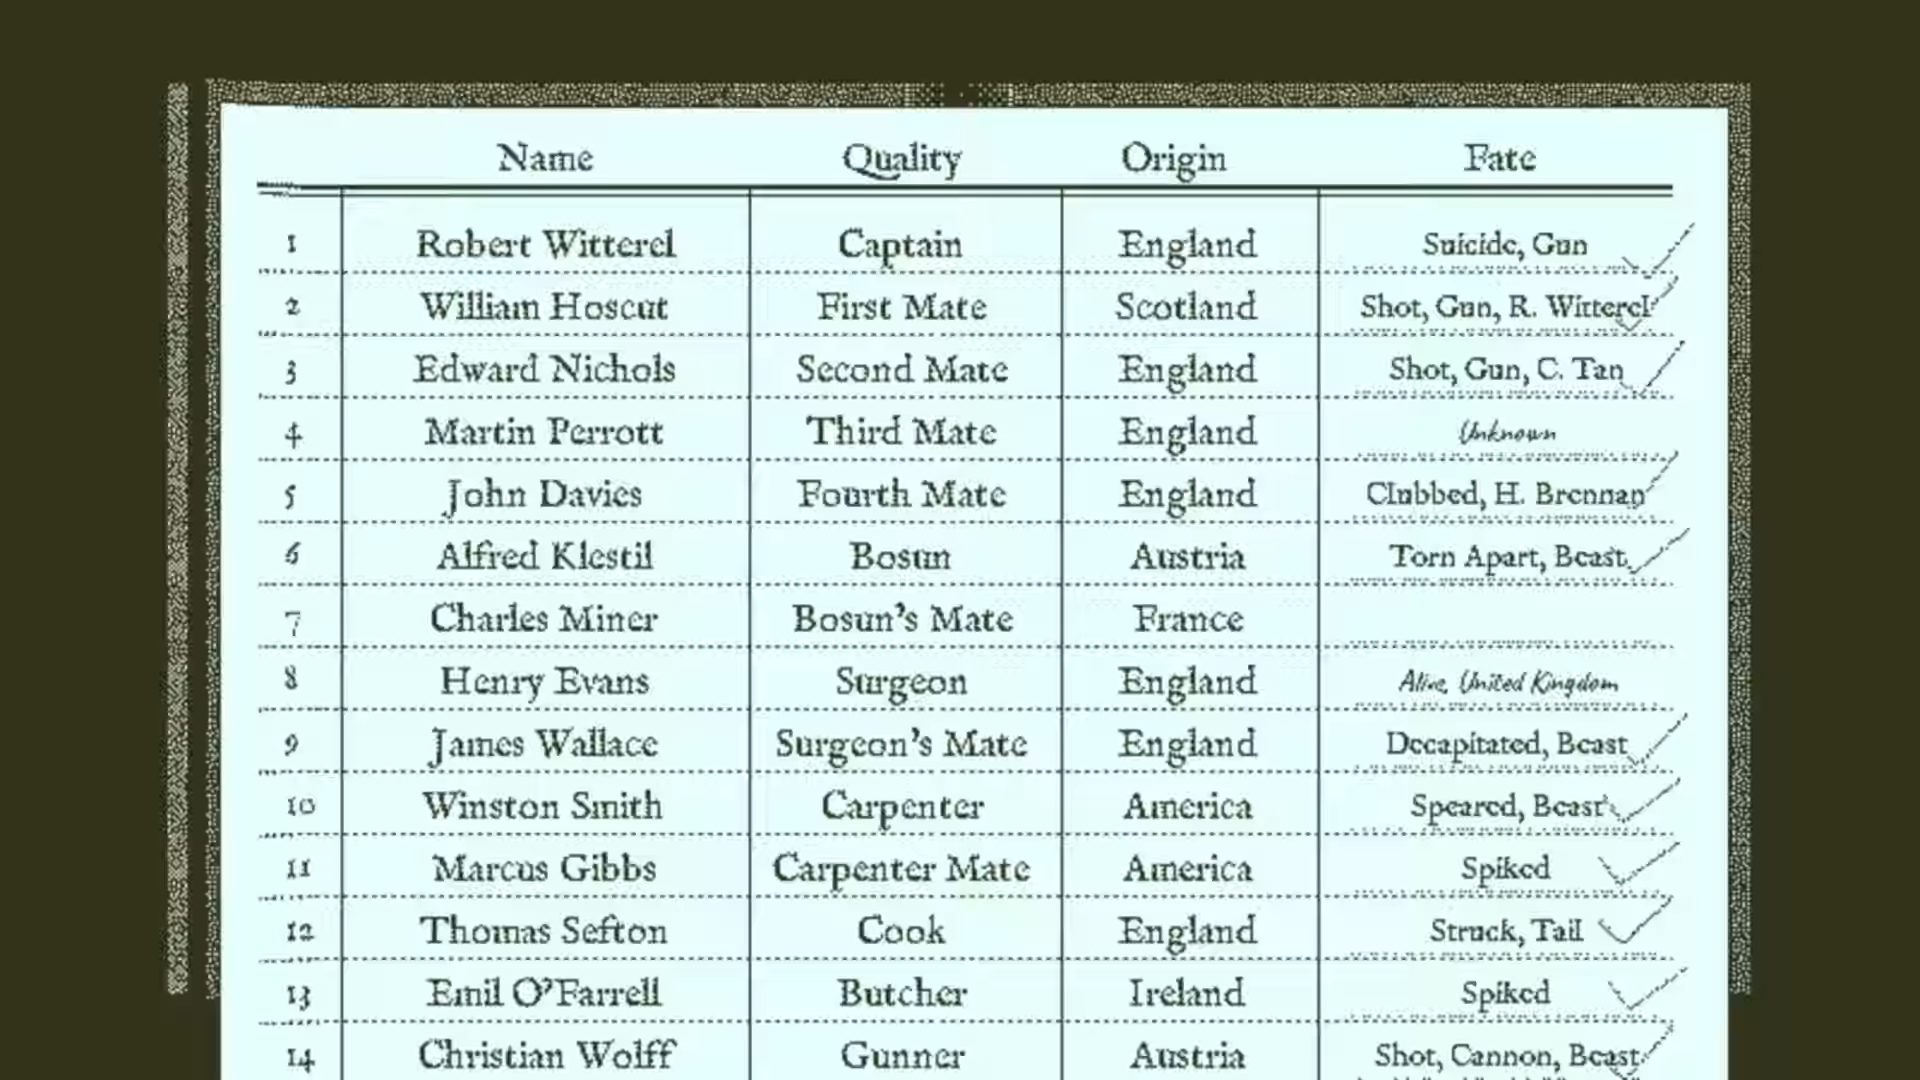 Name Quality Origin Fate
1 Robert Witterel Captain England Suicide, Gun
2 William Hoscut First Mate Scotland Shot, Gun, R. Witterel
3 Edward Nichols Second Mate England Shot, Gun, C. Tan
4 Martin Perrott Third Mate England Unknown
5 John Davies Fourth Mate England Clubbed, H. Brennan
6 Alfred Klestil Bosun Austria Torn Apart, Beast
7 Charles Miner Bosun's Mate France
8 Henry Evans Surgeon England Alive, United Kingdom
9 James Wallace Surgeon's Mate England Decapitated, Beast
10 Winston Smith Carpenter America Speared, Beast
11 Marcus Gibbs Carpenter Mate America Spiked
12 Thomas Sefton Cook England Struck, Tail
13 Emil O'Farrell Butcher Ireland Spiked
14 Christian Wolff Gunner Austria Shot, Cannon, Beast